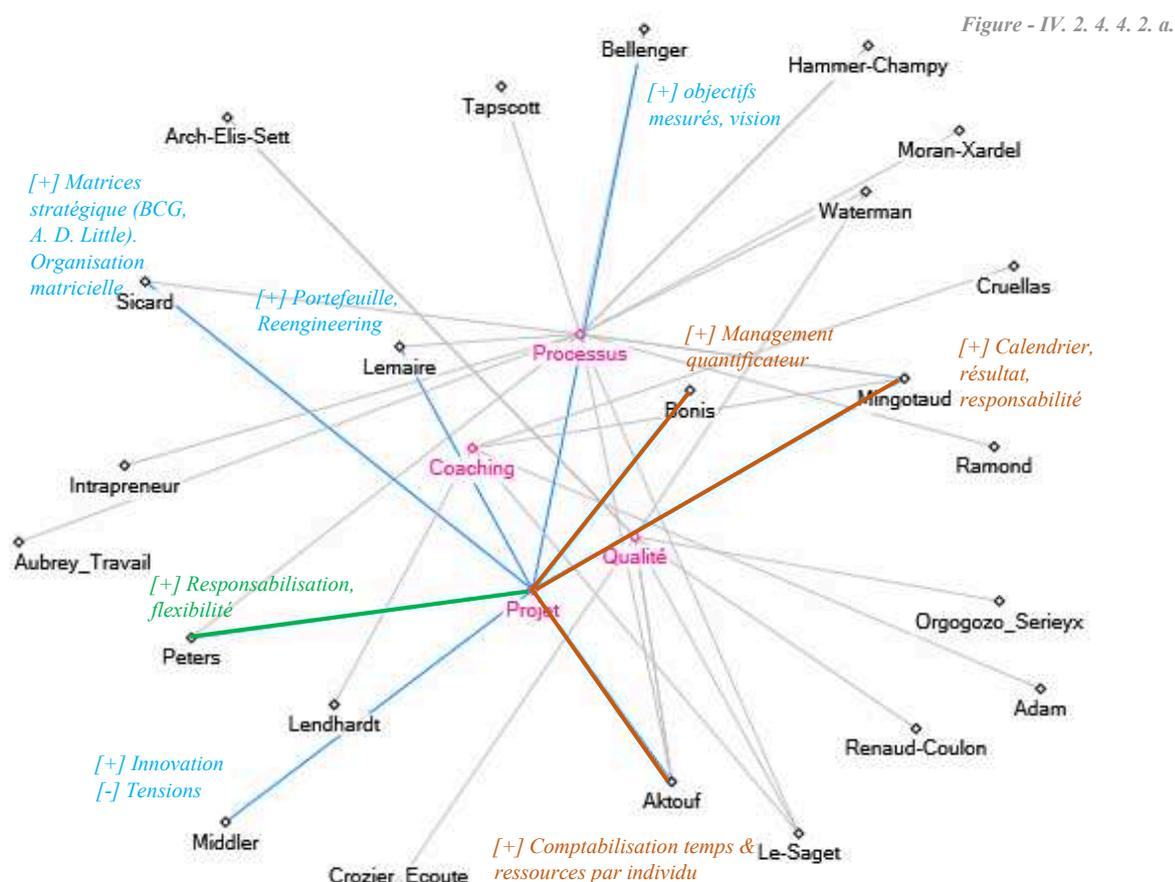 Figure - IV. 2. 4. 4. 2. a.
Bellenger
Hammer-Champy
[+] objectifs
mesurés, vision
Tapscott
Arch-Elis-Sett
Moran-Xardel
[+] Matrices
stratégique (BCG,
A. D. Little).
Organisation
matricielle
Waterman
Cruellas
Sicard
[+] Portefeuille,
Reengineering
Processus
[+] Management
quantificateur
[+] Calendrier,
résultat,
responsabilité
Lemaire
Bonis
Mingotaud
Coaching
Ramond
Intrapreneur
Aubrey_Travail
Qualité
[+] Responsabilisation,
flexibilité
Projet
Orgogozo_Serieyx
Peters
Adam
Lendhardt
Renaud-Coulon
[+] Innovation
[-] Tensions
Aktouf
Middler
[+] Comptabilisation temps &
ressources par individu
Le-Saget
Crozier_Ecoute